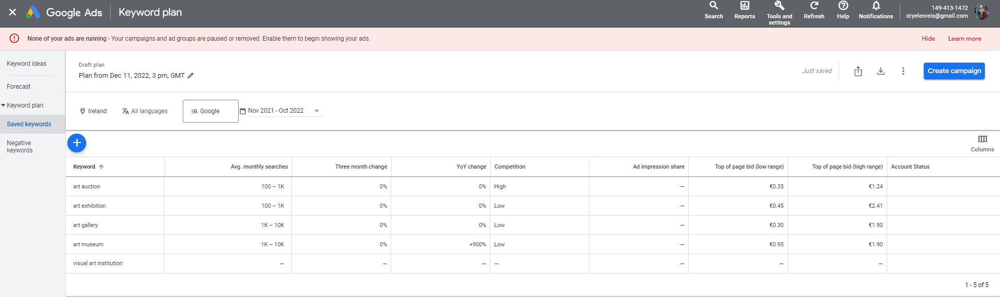 Google Ads
Keyword plan
Search
Reports
Tools and
settings
Refresh
Help
Notifications
149-413-1472
dryelenreis@gmail.com
None of your ads are running - Your campaigns and ad groups are paused or removed. Enable them to begin showing your ads.
Hide
Learn more
Keyword ideas
Forecast
Keyword plan
Saved keywords
Negative
keywords
Draft plan
Plan from Dec 11, 2022, 3 pm, GMT
Just saved
Create campaign
Ireland
All languages
Google
Nov 2021 - Oct 2022
Columns
Keyword Avg. monthly searches Three month change YoY change Competition Ad impression share Top of page bid (low range) Top of page bid (high range) Account Status
art auction 100 – 1K 0% 0% High – €0.35 €1.24
art exhibition 100 – 1K 0% 0% Low – €0.45 €2.41
art gallery 1K – 10K 0% 0% Low – €0.30 €1.90
art museum 1K – 10K 0% +900% Low – €0.95 €1.90
visual art institution – – – – – – –
1 - 5 of 5